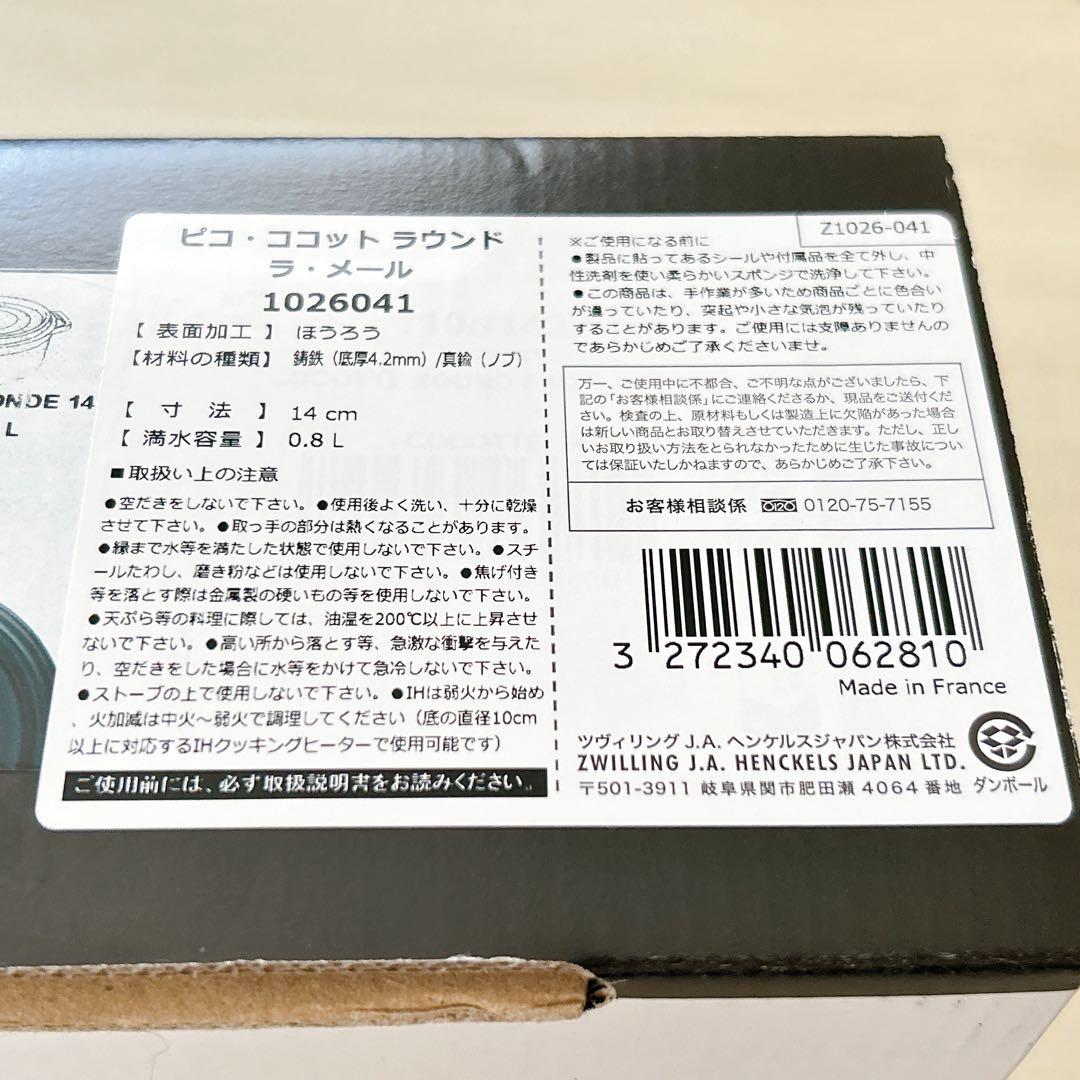 ピコ・ココット ラウンド
ラ・メール
1026041
【 表面加工 】 ほうろう
【材料の種類】 鋳鉄（底厚4.2mm）/真鍮（ノブ）
【 寸 法 】 14 cm
【 満水容量 】 0.8 L
■取扱い上の注意
●空だきをしないで下さい。●使用後よく洗い、十分に乾燥
させて下さい。●取っ手の部分は熱くなることがあります。
●縁まで水等を満たした状態で使用しないで下さい。●スチ
ールたわし、磨き粉などは使用しないで下さい。●焦げ付き
等を落とす際は金属製の硬いもの等を使用しないで下さい。
●天ぷら等の料理に際しては、油温を200℃以上に上昇させ
ないで下さい。●高い所から落とす等、急激な衝撃を与えた
り、空だきをした場合に水等をかけて急冷しないで下さい。
●ストーブの上で使用しないで下さい。●IHは弱火から始め
、火加減は中火～弱火で調理してください（底の直径10cm
以上に対応するIHクッキングヒーターで使用可能です）
ご使用前には、必ず取扱説明書をお読みください。
Z1026-041
※ご使用になる前に
●製品に貼ってあるシールや付属品を全て外し、中
性洗剤を使い柔らかいスポンジで洗浄して下さい。
●この商品は、手作業が多いため商品ごとに色合い
が違っていたり、突起や小さな気泡が残っていたり
することがあります。ご使用には支障ありませんの
であらかじめご了承くださいませ。
万一、ご使用中に不都合、ご不明な点がございましたら、下
記の「お客様相談係」にご連絡くださるか、現品をご送付くだ
さい。検査の上、原材料もしくは製造上に欠陥があった場合
は新しい商品とお取り替えさせていただきます。ただし、正し
いお取り扱い方法をとられなかったために生じた事故につい
ては保証いたしかねますので、あらかじめご了承下さい。
お客様相談係 0120-75-7155
3 272340 062810
Made in France
ツヴィリング J.A. ヘンケルスジャパン株式会社
ZWILLING J.A. HENCKELS JAPAN LTD.
〒501-3911 岐阜県関市肥田瀬 4064 番地
ダンボール
ONDE 14
L